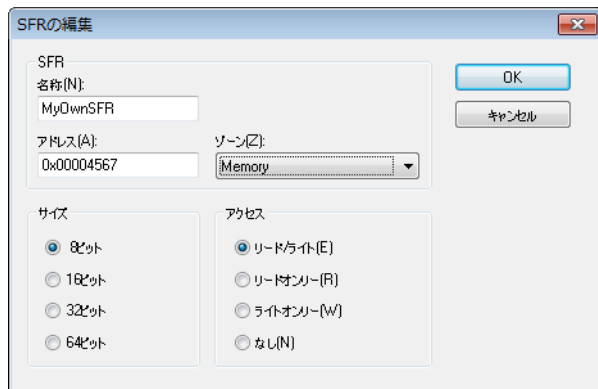 SFRの編集
SFR
名称(N):
MyOwnSFR
アドレス(A):
0x00004567
ゾーン(Z):
Memory
OK
キャンセル
サイズ
8ビット
16ビット
32ビット
64ビット
アクセス
リード/ライト(E)
リードオンリー(R)
ライトオンリー(W)
なし(N)